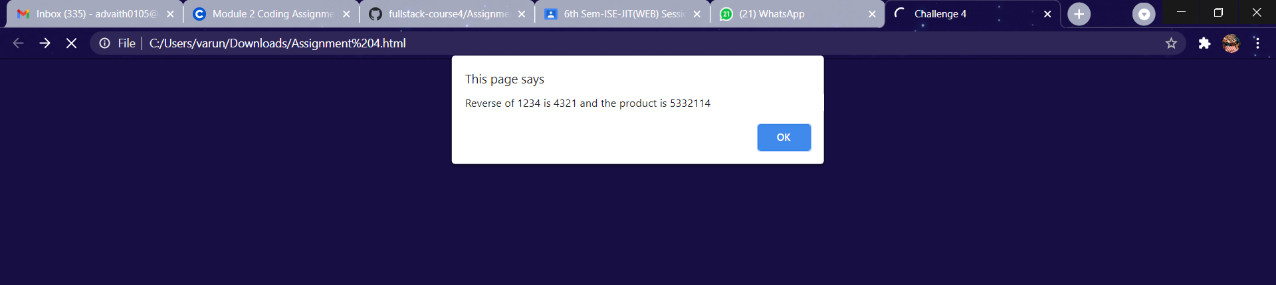 Inbox (335) - advaith0105@
Module 2 Coding Assignme
fullstack-course4/Assignme
6th Sem-ISE-JIT(WEB) Sessi
(21) WhatsApp
Challenge 4
File | C:/Users/varun/Downloads/Assignment%204.html
This page says
Reverse of 1234 is 4321 and the product is 5332114
OK